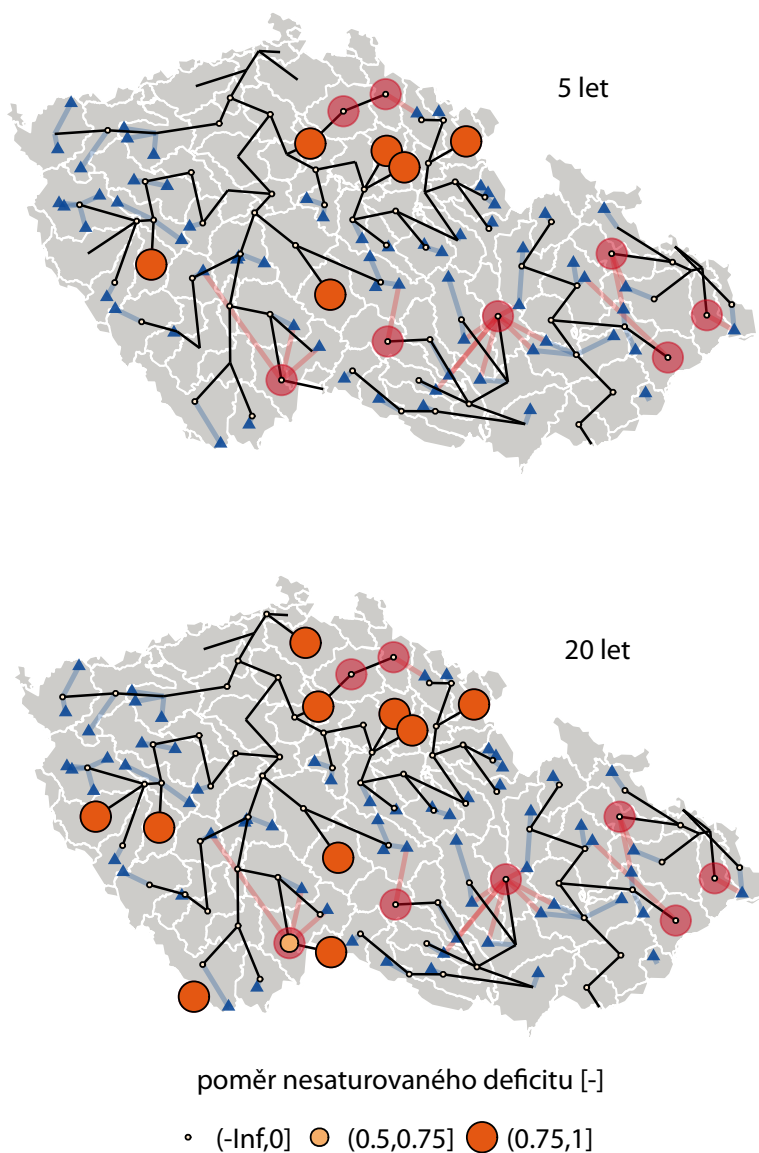 5 let
20 let
poměr nesaturovaného deficitu [-]
(-Inf,0] (0.5,0.75] (0.75,1]